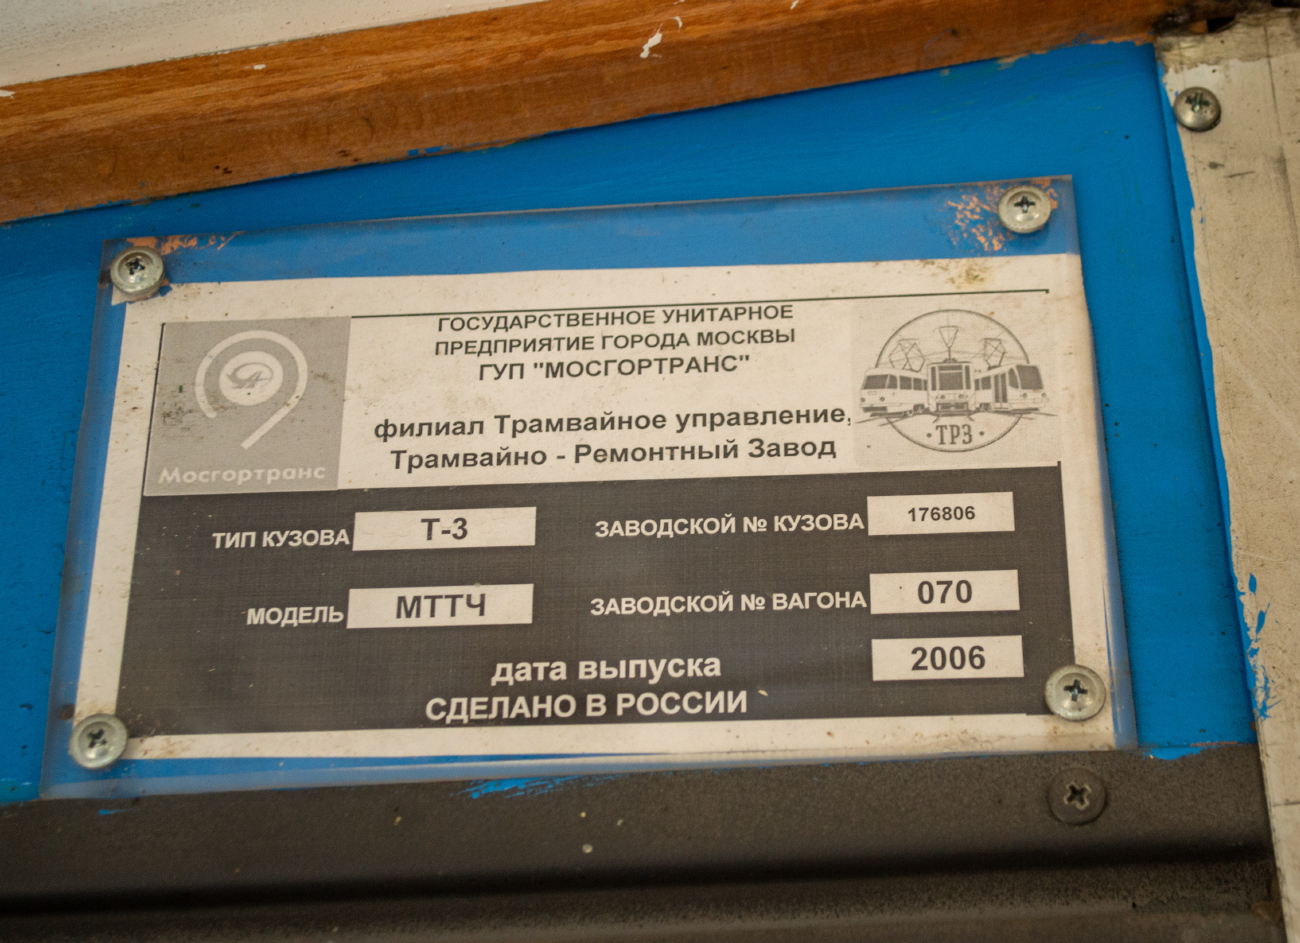 ГОСУДАРСТВЕННОЕ УНИТАРНОЕ
ПРЕДПРИЯТИЕ ГОРОДА МОСКВЫ
ГУП "МОСГОРТРАНС"
филиал Трамвайное управление,
Трамвайно - Ремонтный Завод
Мосгортранс
·ТРЗ·
ТИП КУЗОВА Т-3
ЗАВОДСКОЙ № КУЗОВА 176806
МОДЕЛЬ МТТЧ
ЗАВОДСКОЙ № ВАГОНА 070
дата выпуска 2006
СДЕЛАНО В РОССИИ